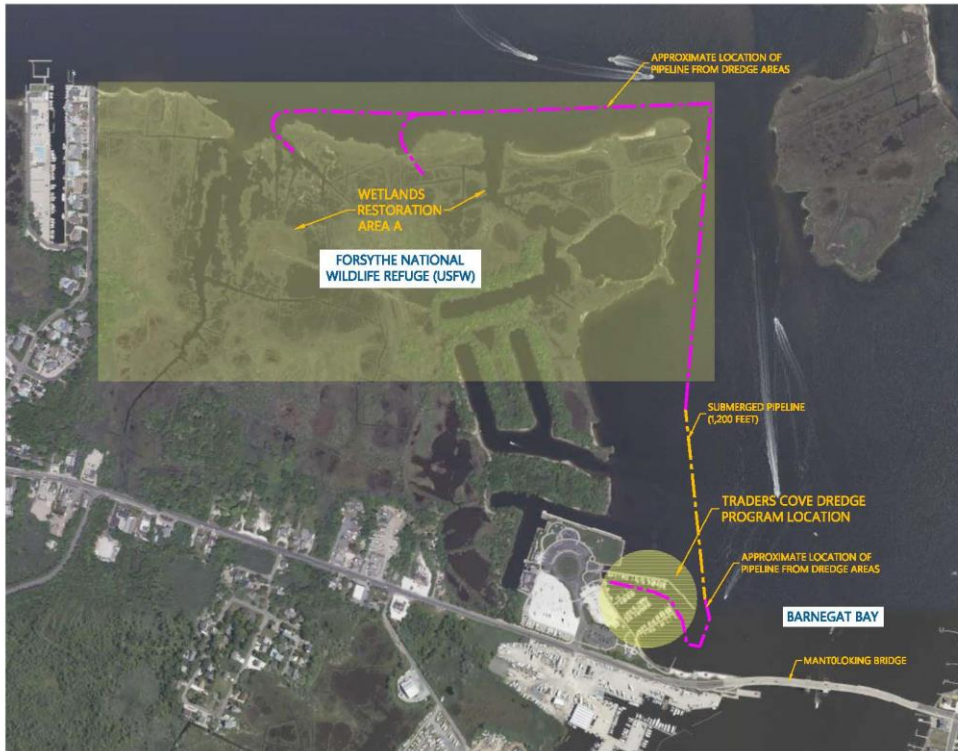 APPROXIMATE LOCATION OF
PIPELINE FROM DREDGE AREAS
WETLANDS
RESTORATION
AREA A
FORSYTHE NATIONAL
WILDLIFE REFUGE (USFW)
SUBMERGED PIPELINE
(1,200 FEET)
TRADERS COVE DREDGE
PROGRAM LOCATION
APPROXIMATE LOCATION OF
PIPELINE FROM DREDGE AREAS
BARNEGAT BAY
MANTOLOKING BRIDGE